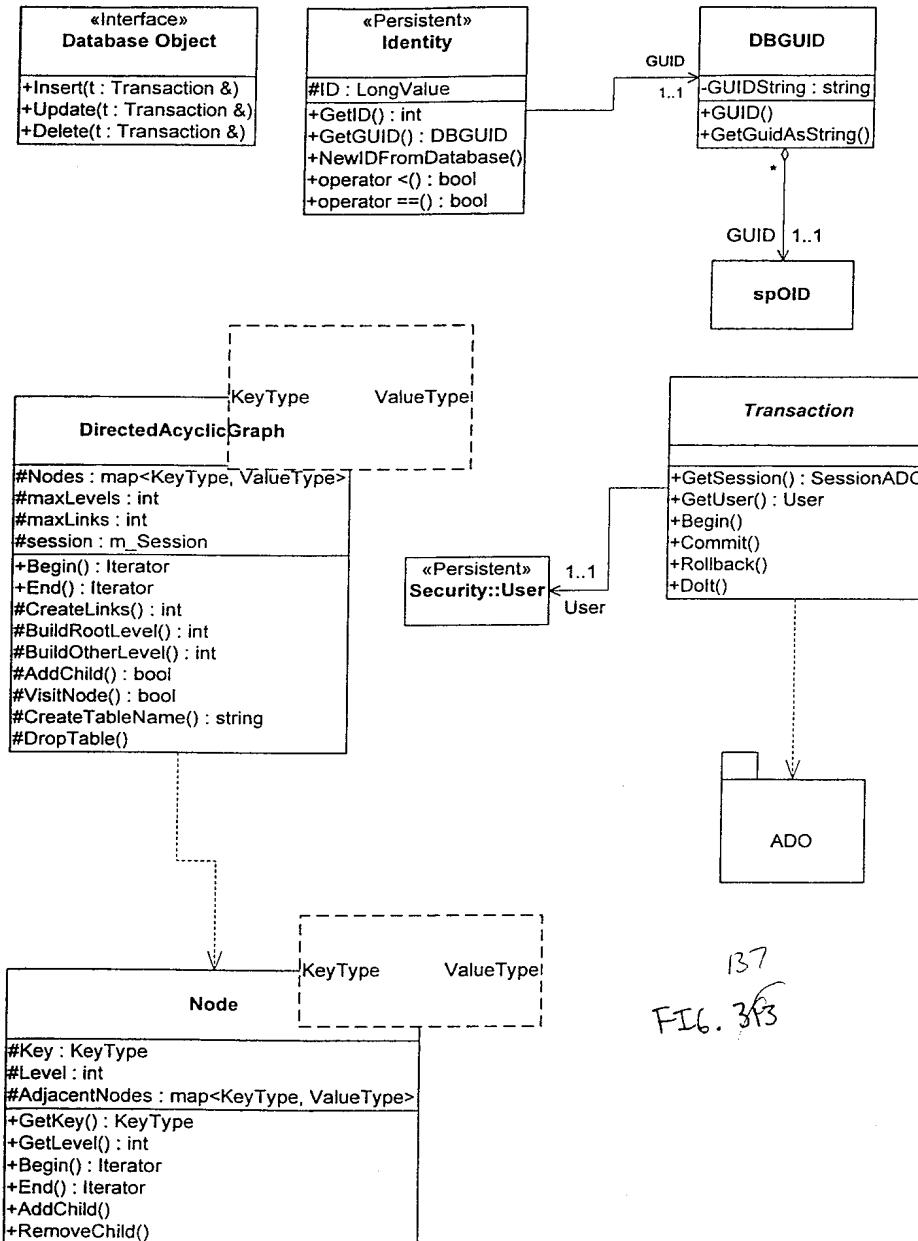 «Interface»
Database Object
+Insert(t : Transaction &)
+Update(t : Transaction &)
+Delete(t : Transaction &)
«Persistent»
Identity
#ID : LongValue
+GetID() : int
+GetGUID() : DBGUID
+NewIDFromDatabase()
+operator <() : bool
+operator ==() : bool
GUID
1..1
DBGUID
-GUIDString : string
+GUID()
+GetGuidAsString()
*
GUID 1..1
spOID
KeyType ValueType
DirectedAcyclicGraph
#Nodes : map<KeyType, ValueType>
#maxLevels : int
#maxLinks : int
#session : m_Session
+Begin() : Iterator
+End() : Iterator
#CreateLinks() : int
#BuildRootLevel() : int
#BuildOtherLevel() : int
#AddChild() : bool
#VisitNode() : bool
#CreateTableName() : string
#DropTable()
Transaction
+GetSession() : SessionADO
+GetUser() : User
+Begin()
+Commit()
+Rollback()
+DoIt()
«Persistent»
Security::User
1..1
User
ADO
KeyType ValueType
Node
#Key : KeyType
#Level : int
#AdjacentNodes : map<KeyType, ValueType>
+GetKey() : KeyType
+GetLevel() : int
+Begin() : Iterator
+End() : Iterator
+AddChild()
+RemoveChild()
137
FIG.